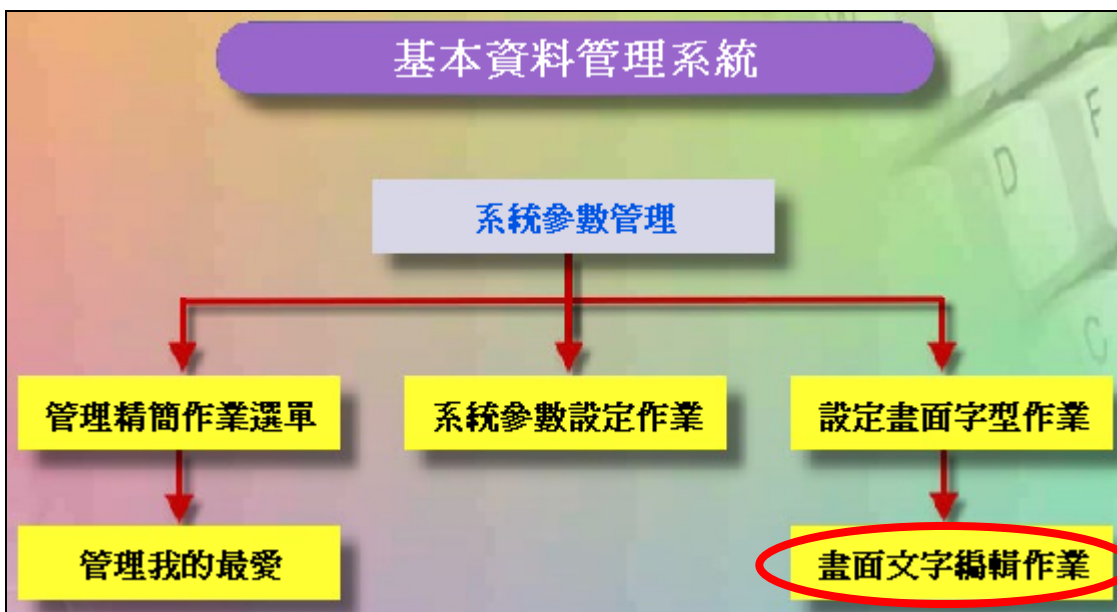 基本資料管理系統
系統參數管理
管理精簡作業選單
系統參數設定作業
設定畫面字型作業
管理我的最愛
畫面文字編輯作業
D
F
C